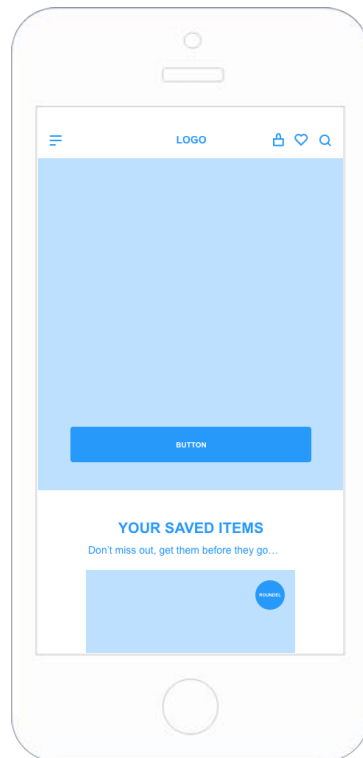 LOGO
BUTTON
YOUR SAVED ITEMS
Don't miss out, get them before they go...
ROUNDEL